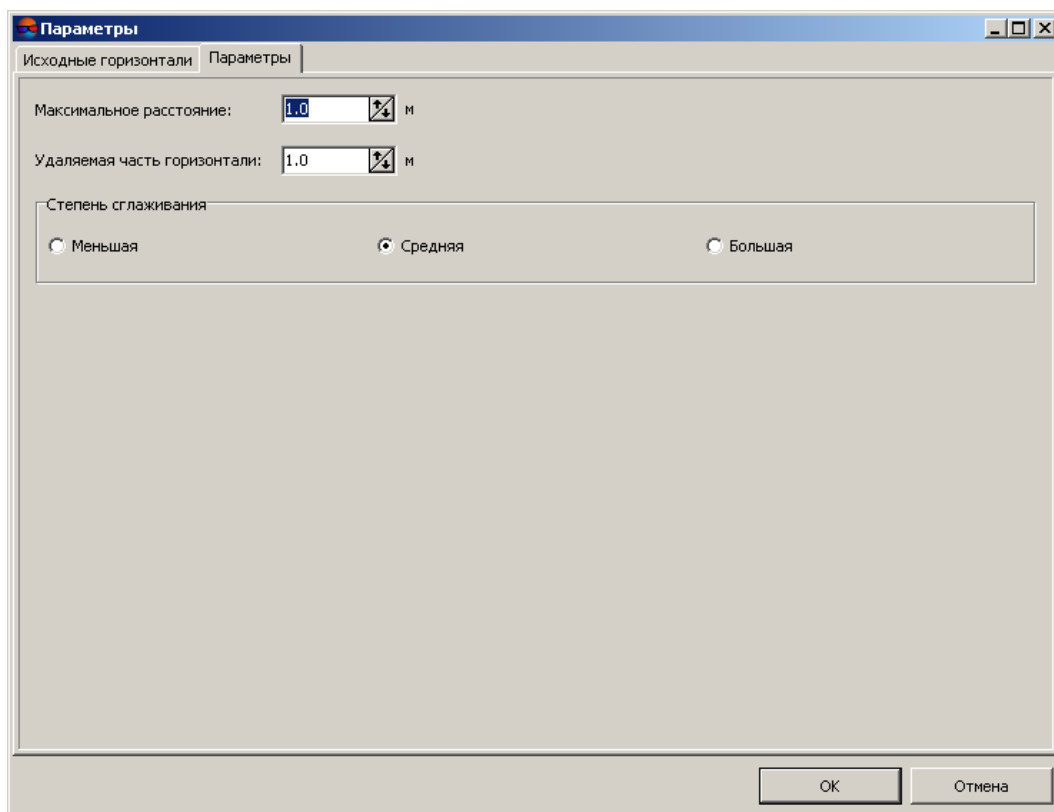 Параметры
Исходные горизонтали Параметры
Максимальное расстояние: 1.0 м
Удаляемая часть горизонтали: 1.0 м
Степень сглаживания
Меньшая Средняя Большая
OK Отмена